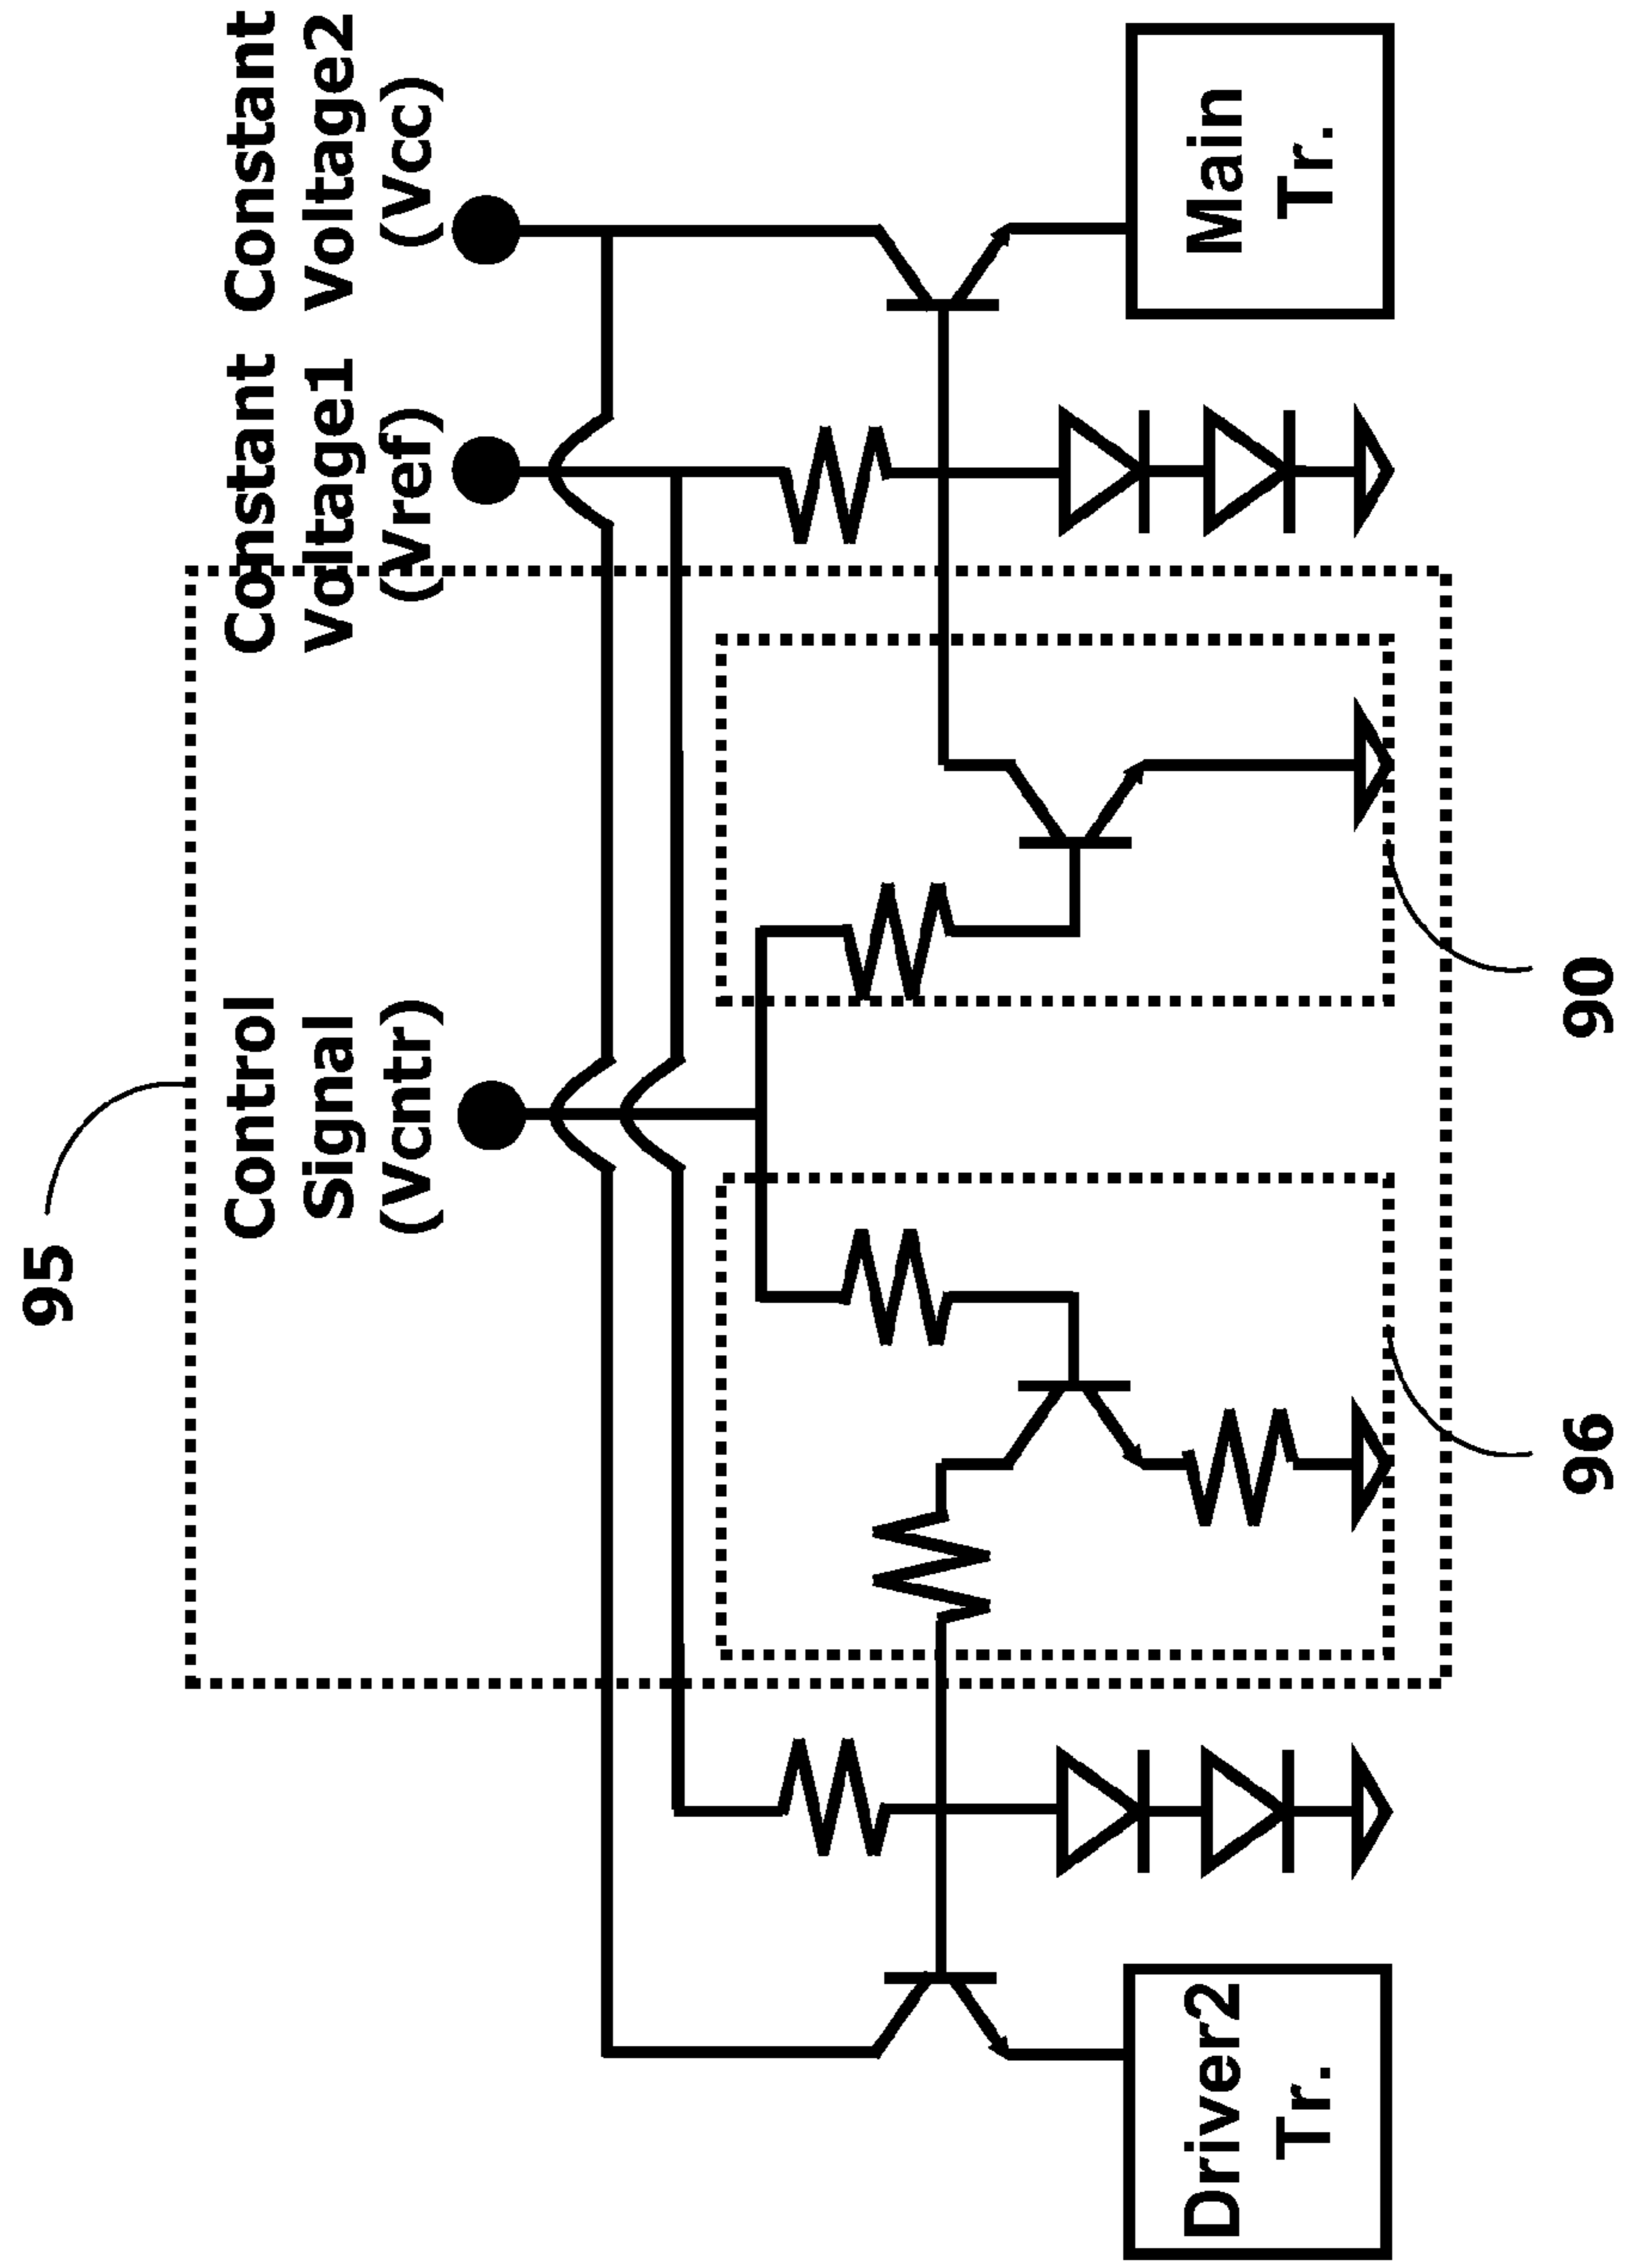 95
Control
Signal
(Vcntr)
Constant
Voltage1
(Vref)
Constant
Voltage2
(Vcc)
Driver2
Tr.
Main
Tr.
96
90